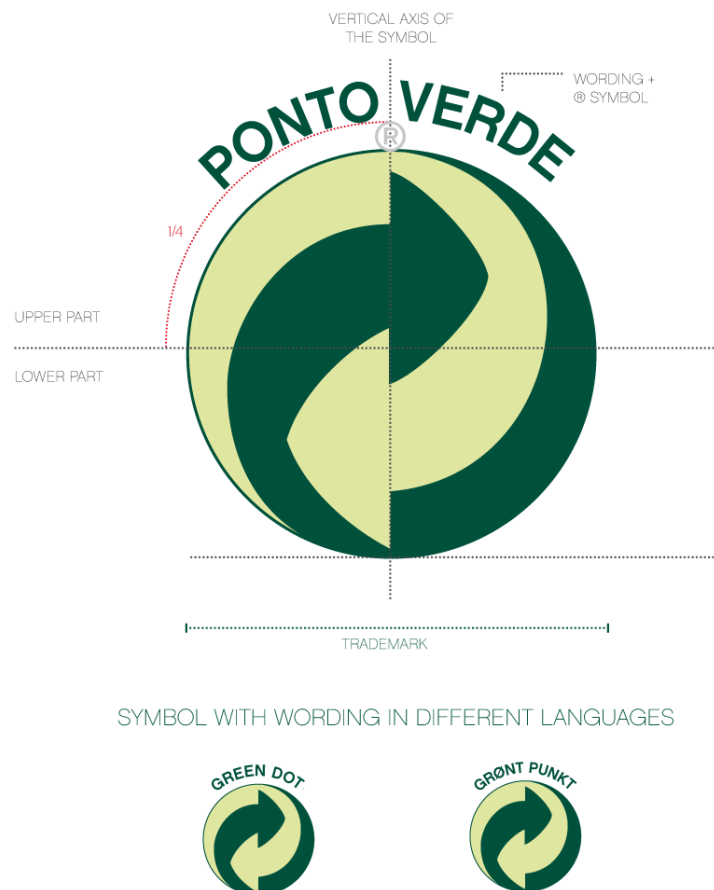 VERTICAL AXIS OF
THE SYMBOL
WORDING +
® SYMBOL
PONTO VERDE
®
1/4
UPPER PART
LOWER PART
TRADEMARK
SYMBOL WITH WORDING IN DIFFERENT LANGUAGES
GREEN DOT
GRØNT PUNKT